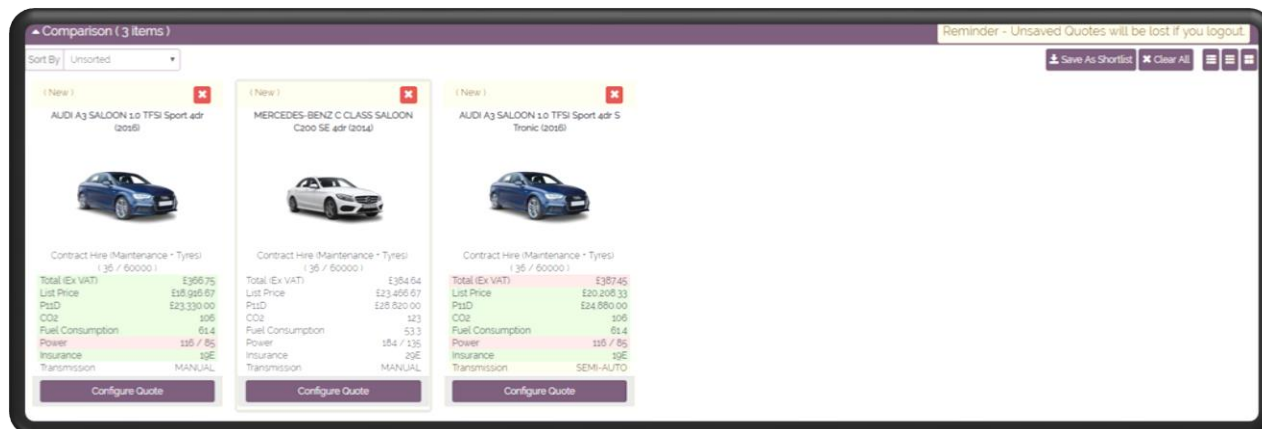 Comparison ( 3 items )
Reminder - Unsaved Quotes will be lost if you logout.
Sort By Unsorted
Save As Shortlist Clear All
( New )
AUDI A3 SALOON 1.0 TFSI Sport 4dr
(2016)
Contract Hire (Maintenance + Tyres)
( 36 / 60000 )
Total (Ex VAT) £366.75
List Price £18,916.67
P11D £23,330.00
CO2 106
Fuel Consumption 61.4
Power 116 / 85
Insurance 19E
Transmission MANUAL
Configure Quote
( New )
MERCEDES-BENZ C CLASS SALOON
C200 SE 4dr (2014)
Contract Hire (Maintenance + Tyres)
( 36 / 60000 )
Total (Ex VAT) £384.64
List Price £23,466.67
P11D £28,820.00
CO2 123
Fuel Consumption 53.3
Power 184 / 135
Insurance 29E
Transmission MANUAL
Configure Quote
( New )
AUDI A3 SALOON 1.0 TFSI Sport 4dr S
Tronic (2016)
Contract Hire (Maintenance + Tyres)
( 36 / 60000 )
Total (Ex VAT) £387.45
List Price £20,208.33
P11D £24,880.00
CO2 106
Fuel Consumption 61.4
Power 116 / 85
Insurance 19E
Transmission SEMI-AUTO
Configure Quote